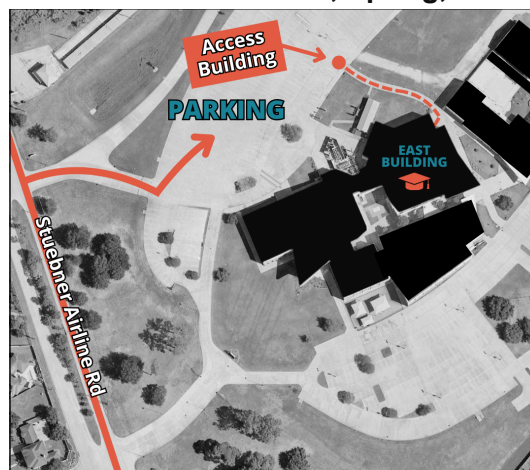 Access
Building
PARKING
EAST
BUILDING
Stuebner Airline Rd